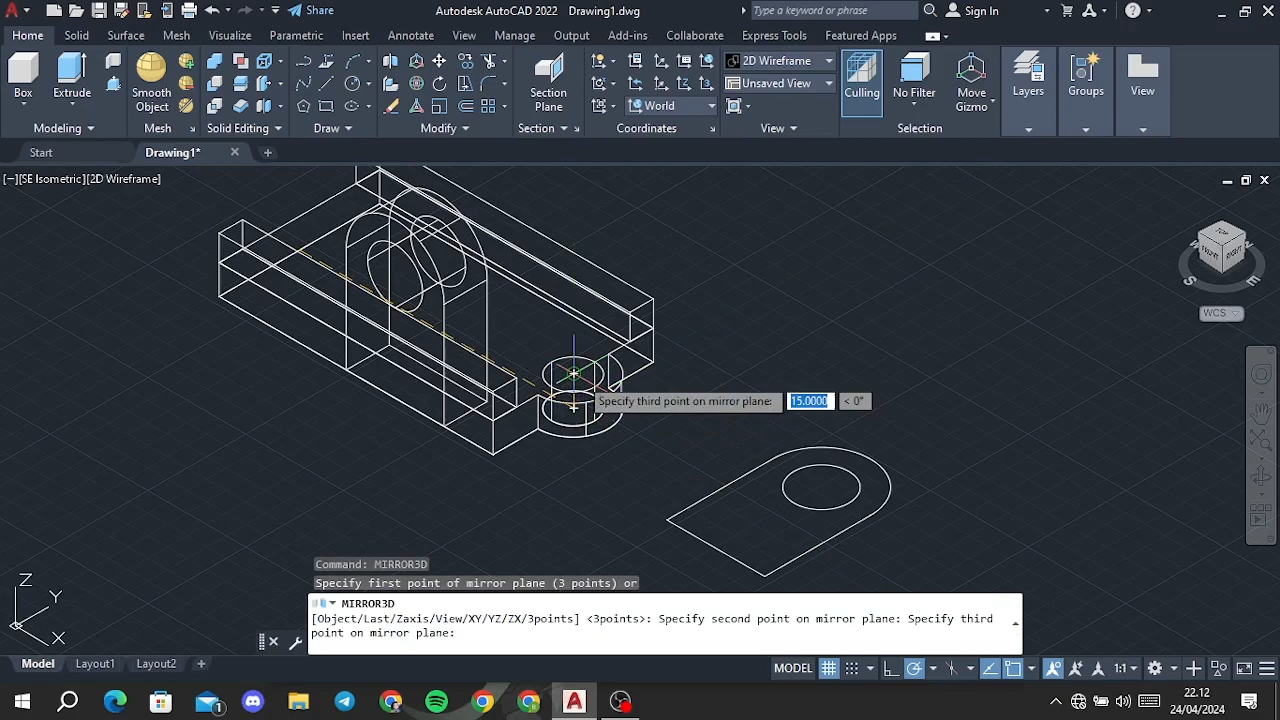 Share
Autodesk AutoCAD 2022 Drawing1.dwg
Type a keyword or phrase
Sign In
Home Solid Surface Mesh Visualize Parametric Insert Annotate View Manage Output Add-ins Collaborate Express Tools Featured Apps
2D Wireframe
Unsaved View
World
Box Extrude Smooth Object Section Plane Culling No Filter Move Gizmo Layers Groups View
Modeling Mesh Solid Editing Draw Modify Section Coordinates View Selection
Start Drawing1*
[−][SE Isometric][2D Wireframe]
TOP
FRONT RIGHT
S E
WCS
Specify third point on mirror plane: 15.0000 < 0°
Command: MIRROR3D
Specify first point of mirror plane (3 points) or
MIRROR3D
[Object/Last/Zaxis/View/XY/YZ/ZX/3points] <3points>: Specify second point on mirror plane: Specify third
point on mirror plane:
Z
Y
X
Model Layout1 Layout2
MODEL 1:1
1
22.12
24/04/2024